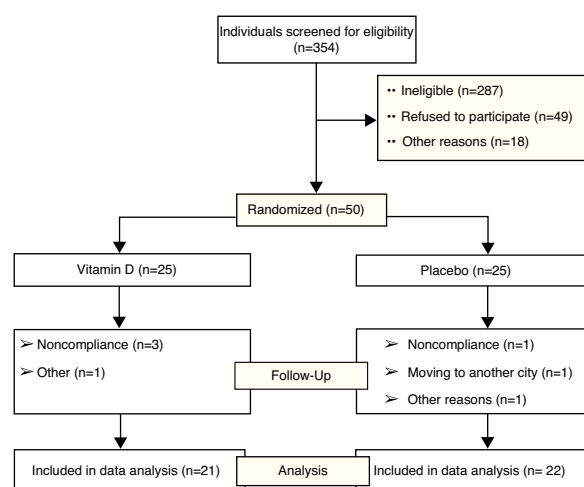 Individuals screened for eligibility
(n=354)
•• Ineligible (n=287)
•• Refused to participate (n=49)
•• Other reasons (n=18)
Randomized (n=50)
Vitamin D (n=25)
Placebo (n=25)
➢ Noncompliance (n=3)
➢ Other (n=1)
Follow-Up
➢ Noncompliance (n=1)
➢ Moving to another city (n=1)
➢ Other reasons (n=1)
Included in data analysis (n=21)
Analysis
Included in data analysis (n= 22)